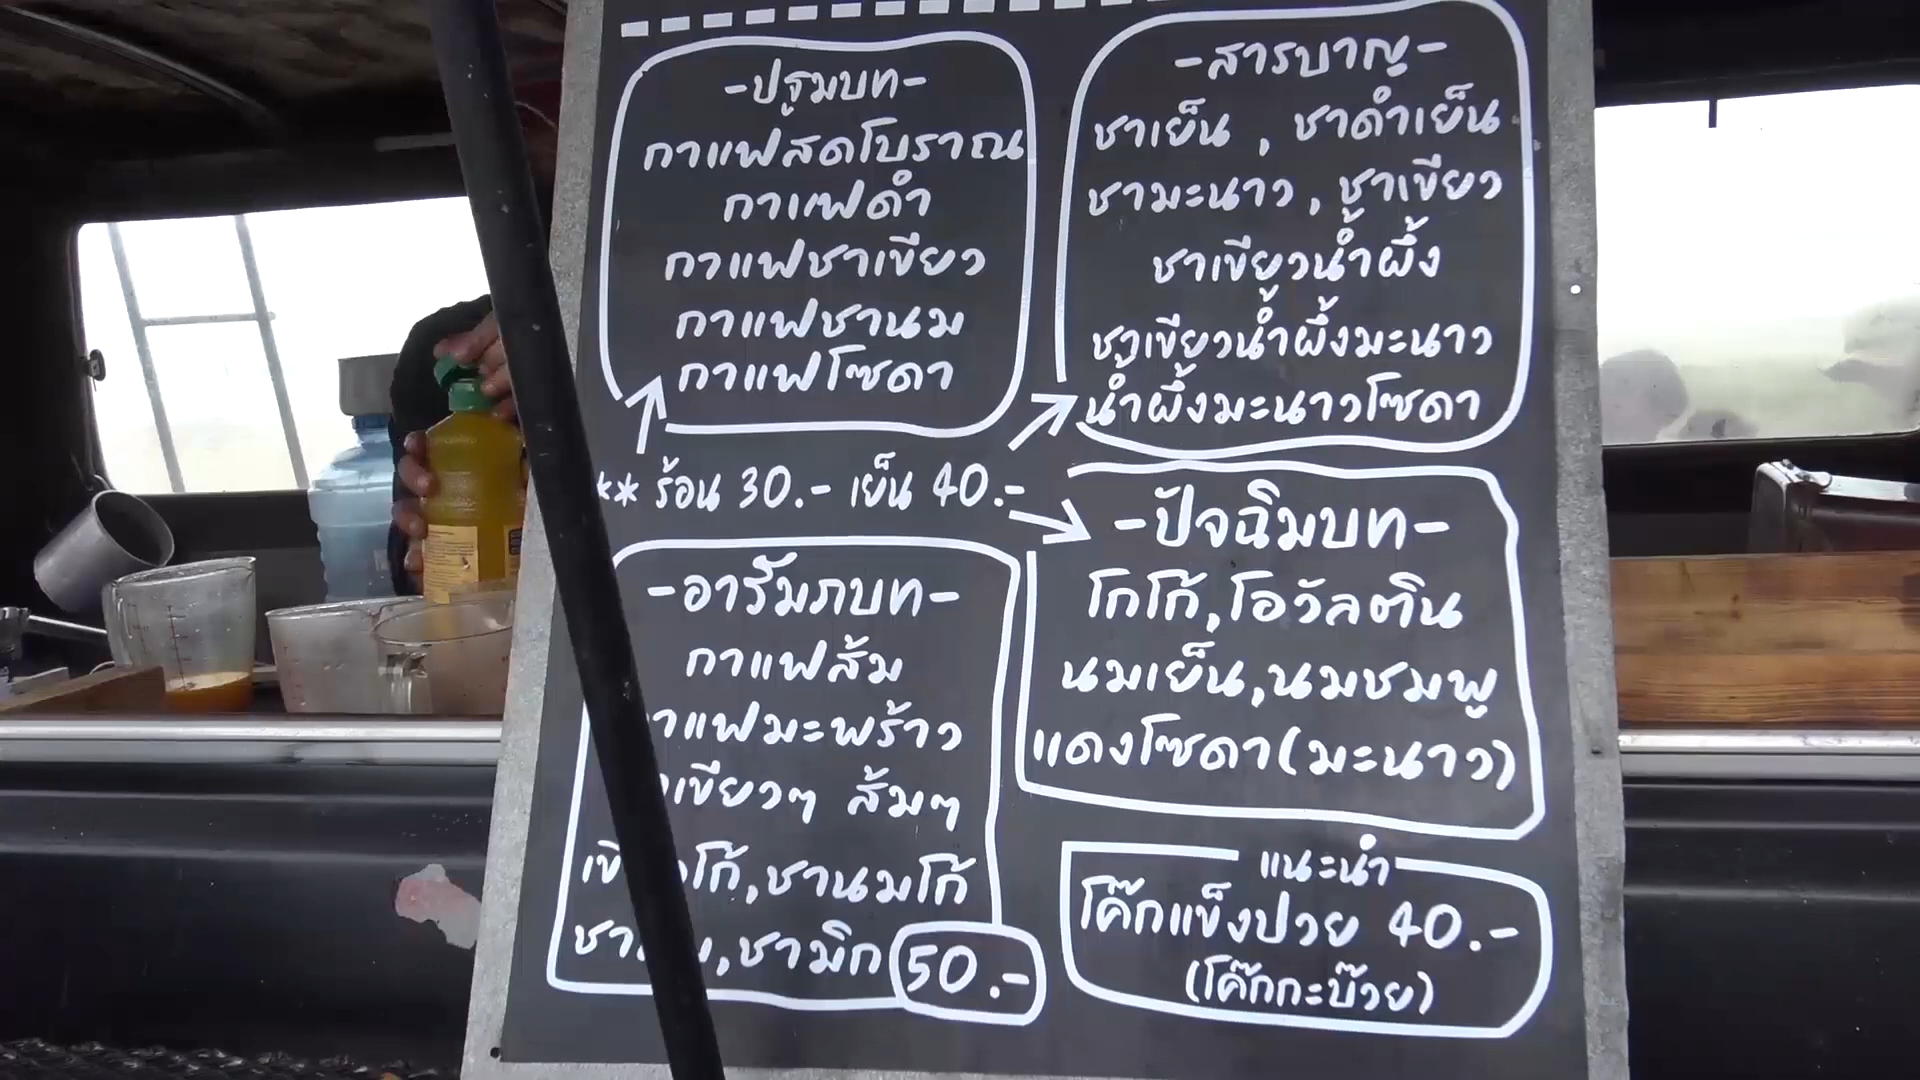 -ปฐมบท-
กาแฟสดโบราณ
กาแฟดำ
กาแฟชาเขียว
กาแฟชานม
กาแฟโซดา
-สารบาญ-
ชาเย็น , ชาดำเย็น
ชามะนาว , ชาเขียว
ชาเขียวน้ำผึ้ง
ชาเขียวน้ำผึ้งมะนาว
น้ำผึ้งมะนาวโซดา
** ร้อน 30.- เย็น 40.-
-อารัมภบท-
กาแฟส้ม
าแฟมะพร้าว
เขียวๆ ส้มๆ
โก้,ชานมโก้
ชามิก 50.-
-ปัจฉิมบท-
โกโก้,โอวัลติน
นมเย็น,นมชมพู
แดงโซดา(มะนาว)
แนะนำ
โค๊กแข็งป่วย 40.-
(โค๊กกะบ๊วย)